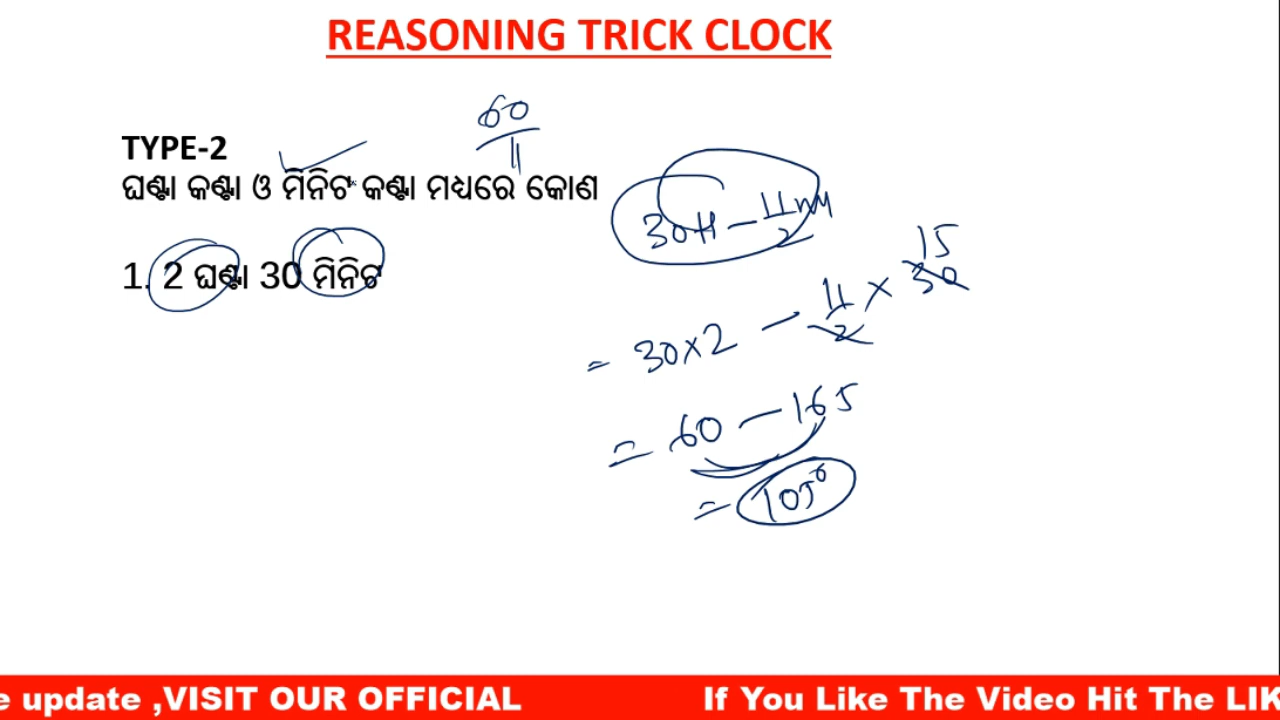 REASONING TRICK CLOCK
60
11
TYPE-2
ଘଣ୍ଟା କଣ୍ଟା ଓ ମିନିଟ କଣ୍ଟା ମଧ୍ୟରେ କୋଣ
30H - 11M/2
1. 2 ଘଣ୍ଟା 30 ମିନିଟ
15
= 30×2 - 11/2 × 30
= 60 - 165
= 105°
e update ,VISIT OUR OFFICIAL If You Like The Video Hit The LIK